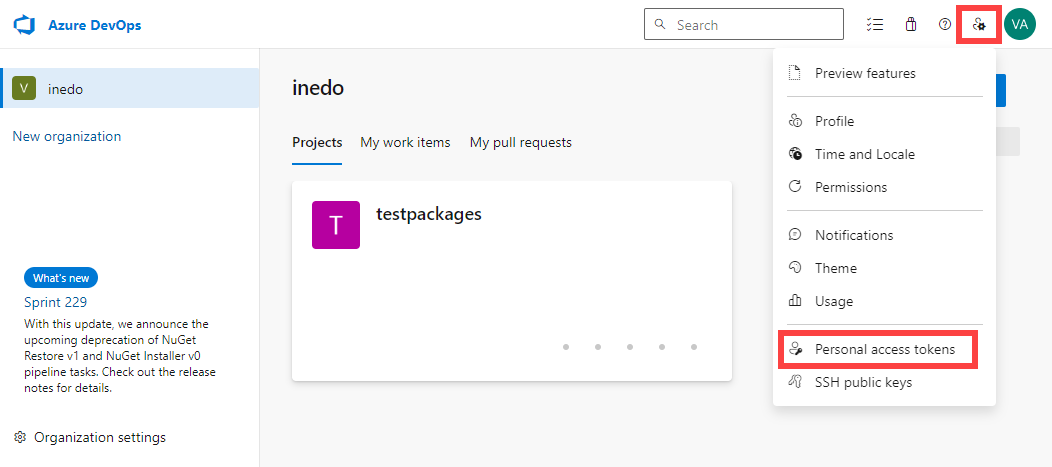 Azure DevOps
Search
VA
V
inedo
New organization
What's new
Sprint 229
With this update, we announce the
upcoming deprecation of NuGet
Restore v1 and NuGet Installer v0
pipeline tasks. Check out the release
notes for details.
Organization settings
inedo
Projects
My work items
My pull requests
T
testpackages
Preview features
Profile
Time and Locale
Permissions
Notifications
Theme
Usage
Personal access tokens
SSH public keys